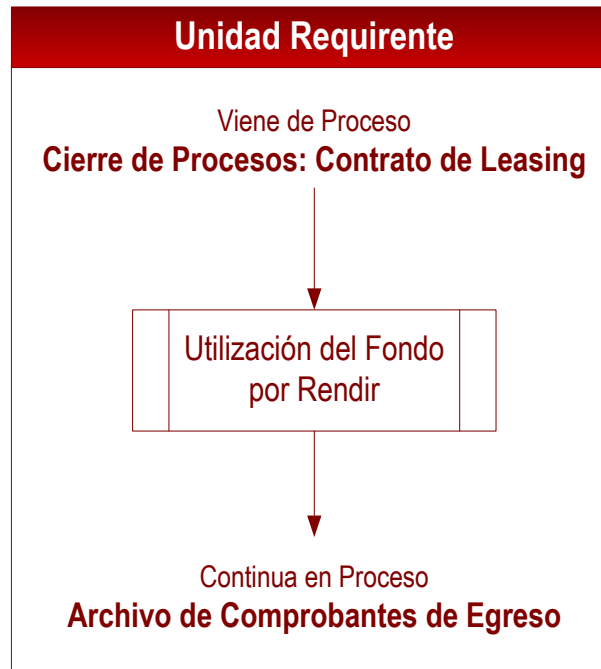 Unidad Requirente
Viene de Proceso
Cierre de Procesos: Contrato de Leasing
Utilización del Fondo
por Rendir
Continua en Proceso
Archivo de Comprobantes de Egreso